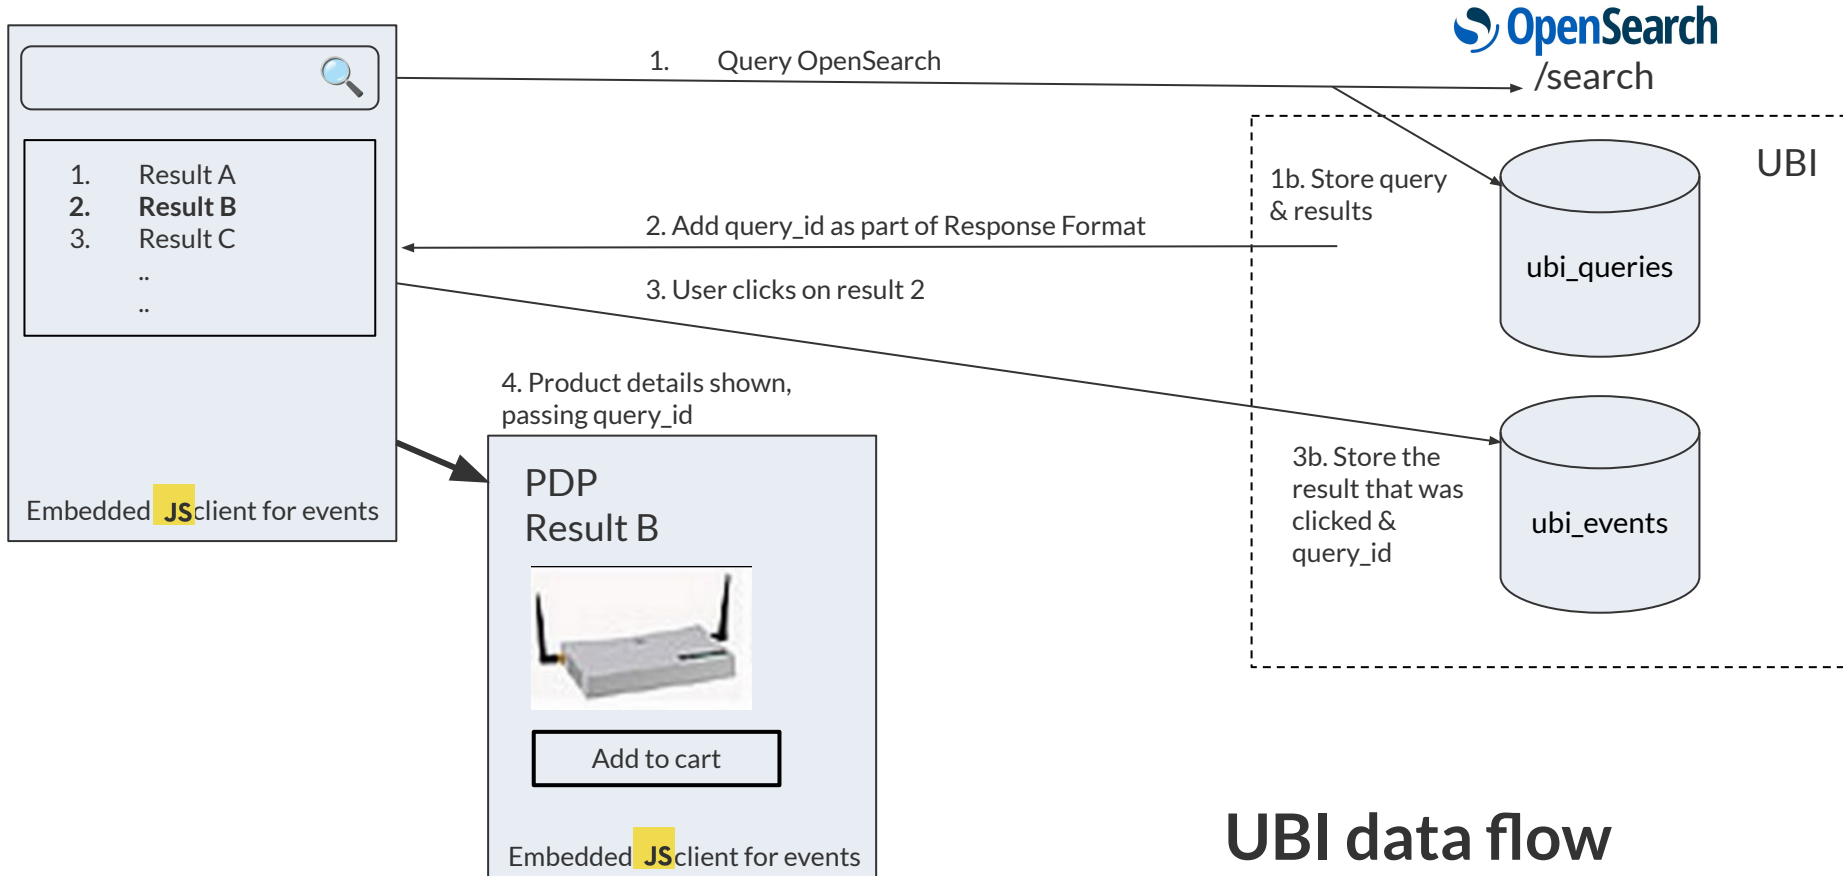 OpenSearch
/search
1. Query OpenSearch
UBI
1. Result A
2. Result B
3. Result C
..
..
1b. Store query
& results
2. Add query_id as part of Response Format
ubi_queries
3. User clicks on result 2
4. Product details shown,
passing query_id
3b. Store the
result that was
clicked &
query_id
ubi_events
Embedded JS client for events
PDP
Result B
Add to cart
Embedded JS client for events
UBI data flow